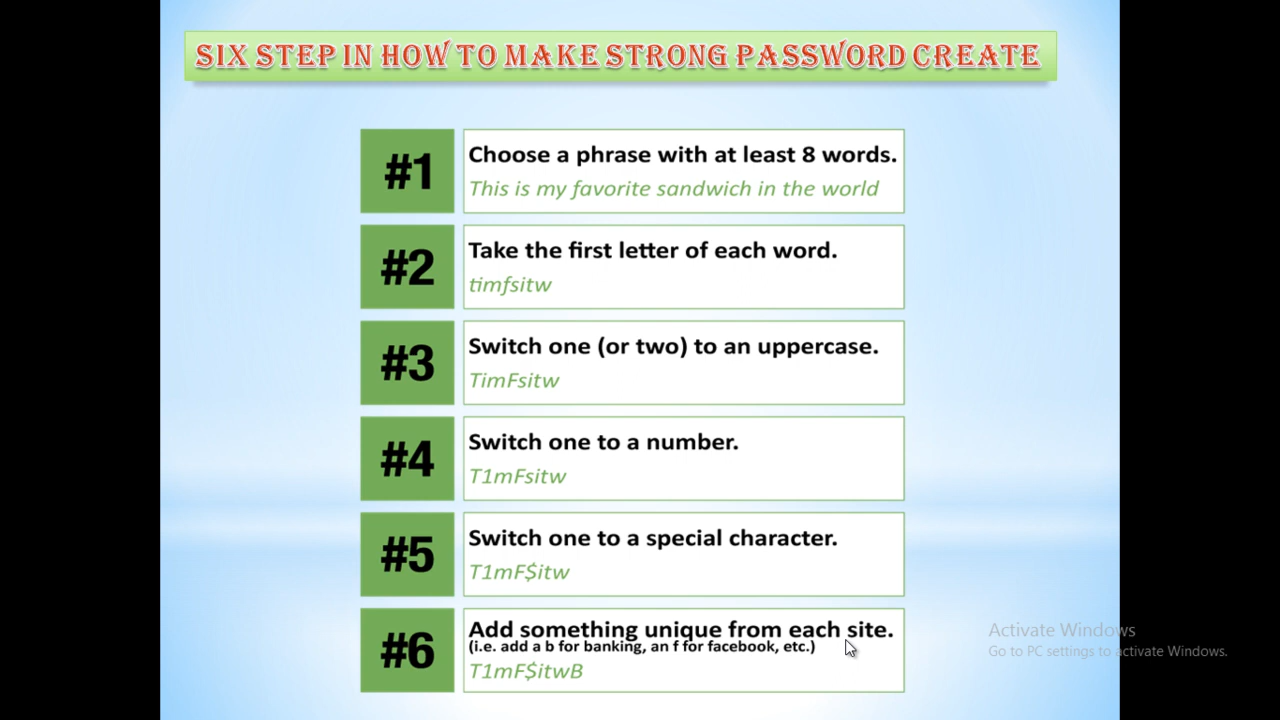 SIX STEP IN HOW TO MAKE STRONG PASSWORD CREATE
#1
Choose a phrase with at least 8 words.
This is my favorite sandwich in the world
#2
Take the first letter of each word.
timfsitw
#3
Switch one (or two) to an uppercase.
TimFsitw
#4
Switch one to a number.
T1mFsitw
#5
Switch one to a special character.
T1mF$itw
#6
Add something unique from each site.
(i.e. add a b for banking, an f for facebook, etc.)
T1mF$itwB
Activate Windows
Go to PC settings to activate Windows.